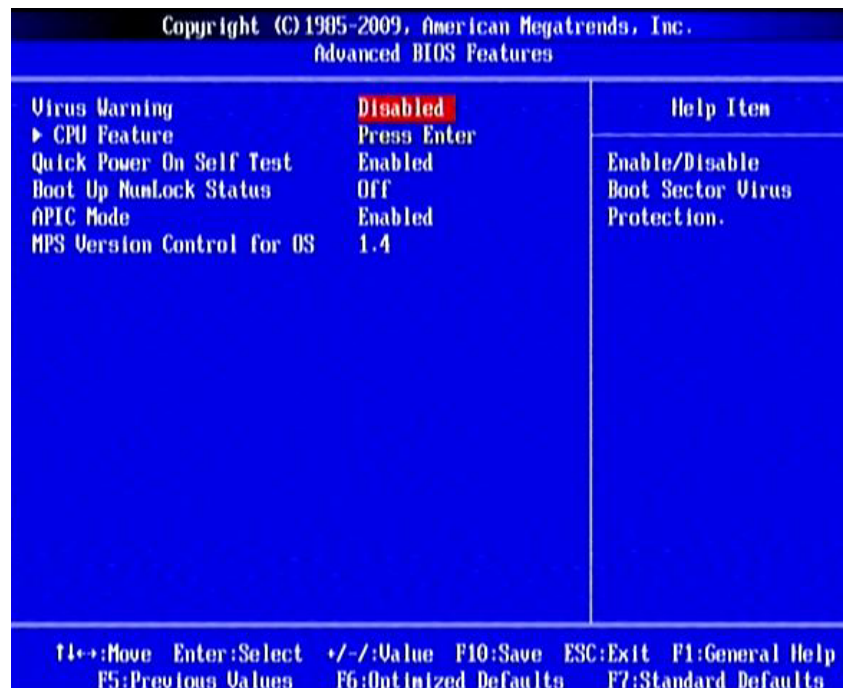 Copyright (C)1985-2009, American Megatrends, Inc.
Advanced BIOS Features
Virus Warning Disabled
▶ CPU Feature Press Enter
Quick Power On Self Test Enabled
Boot Up NumLock Status Off
APIC Mode Enabled
MPS Version Control for OS 1.4
Help Item
Enable/Disable
Boot Sector Virus
Protection.
↑↓←→:Move Enter:Select +/-/:Value F10:Save ESC:Exit F1:General Help
F5:Previous Values F6:Optimized Defaults F7:Standard Defaults